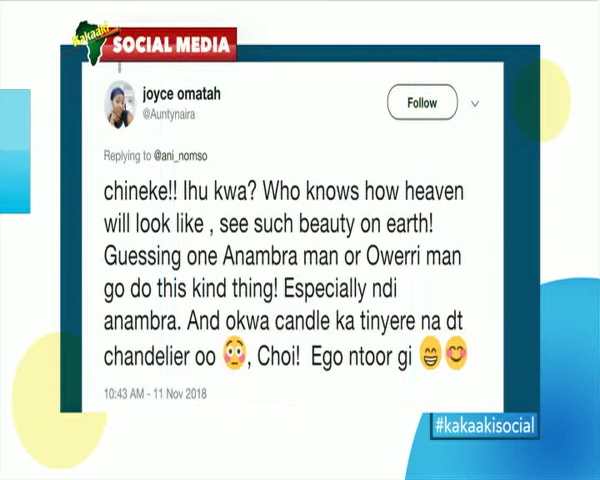 Kakaaki
SOCIAL MEDIA
joyce omatah
@Auntynaira
Follow
Replying to @ani_nomso
chineke!! Ihu kwa? Who knows how heaven
will look like , see such beauty on earth!
Guessing one Anambra man or Owerri man
go do this kind thing! Especially ndi
anambra. And okwa candle ka tinyere na dt
chandelier oo 😳, Choi! Ego ntoor gi 😁😊
10:43 AM - 11 Nov 2018
#kakaakisocial